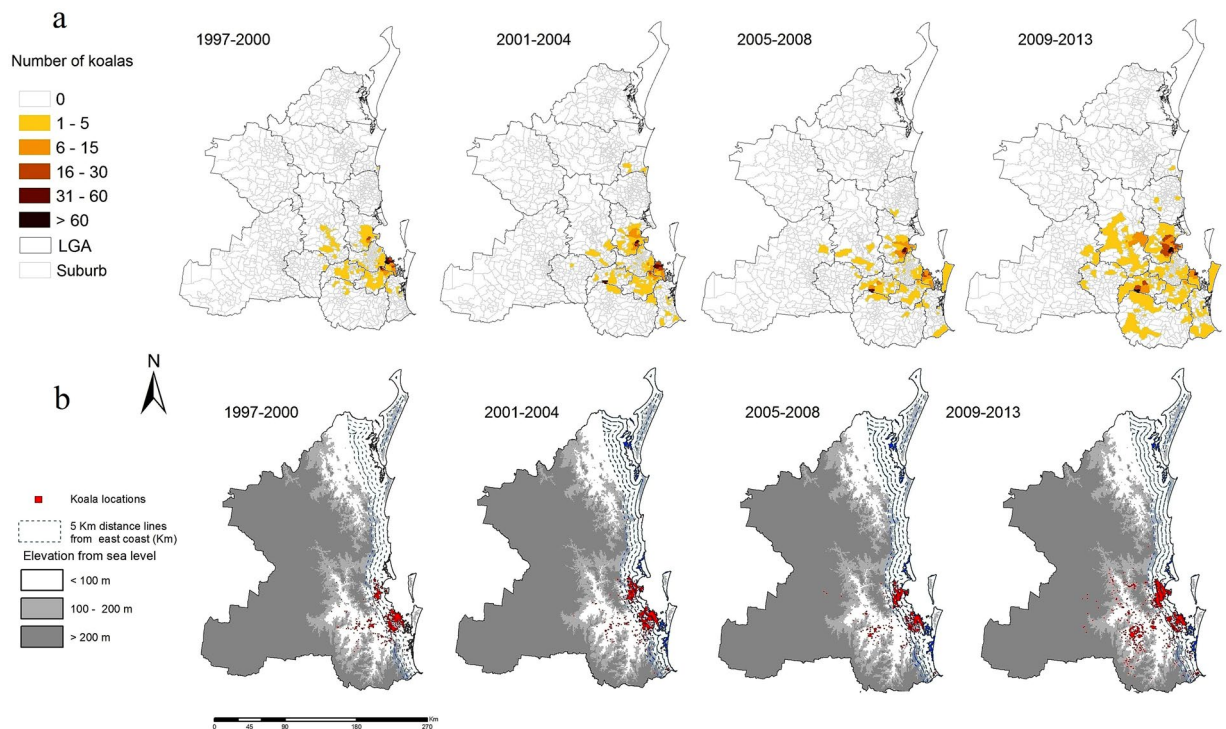 a
1997-2000
2001-2004
2005-2008
2009-2013
Number of koalas
0
1 - 5
6 - 15
16 - 30
31 - 60
> 60
LGA
Suburb
b
N
1997-2000
2001-2004
2005-2008
2009-2013
Koala locations
5 Km distance lines
from east coast (Km)
Elevation from sea level
< 100 m
100 - 200 m
> 200 m
Km
0 45 90 180 270